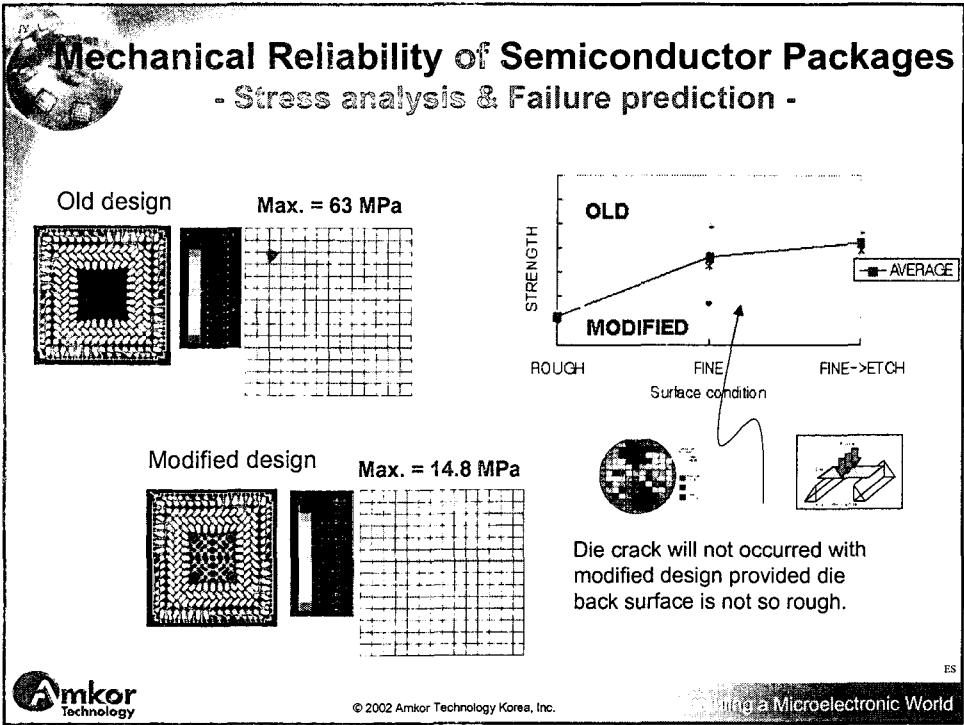 Mechanical Reliability of Semiconductor Packages
- Stress analysis & Failure prediction -
Old design
Max. = 63 MPa
STRENGTH
OLD
MODIFIED
AVERAGE
ROUGH
FINE
FINE->ETCH
Surface condition
Modified design
Max. = 14.8 MPa
Die crack will not occurred with
modified design provided die
back surface is not so rough.
ES
Amkor
Technology
© 2002 Amkor Technology Korea, Inc.
a Microelectronic World